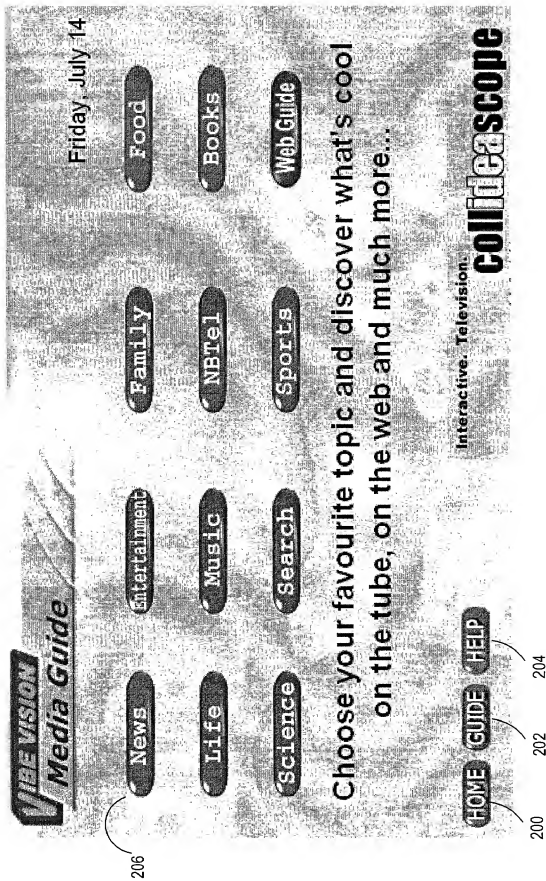 VIBE VISION
Media Guide
Friday, July 14
News Entertainment Family Food
Life Music NBTel Books
Science Search Sports Web Guide
Choose your favourite topic and discover what's cool
on the tube, on the web and much more...
Interactive. Television.
collideascope
HOME GUIDE HELP
206
200 202 204